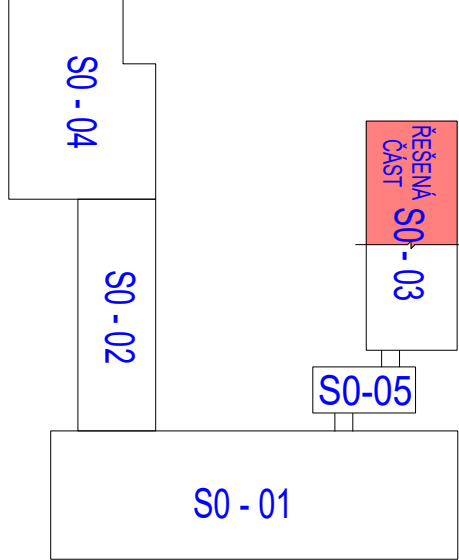 S0 - 04
ŘEŠENÁ
ČÁST
S0 - 03
S0 - 02
S0-05
S0 - 01